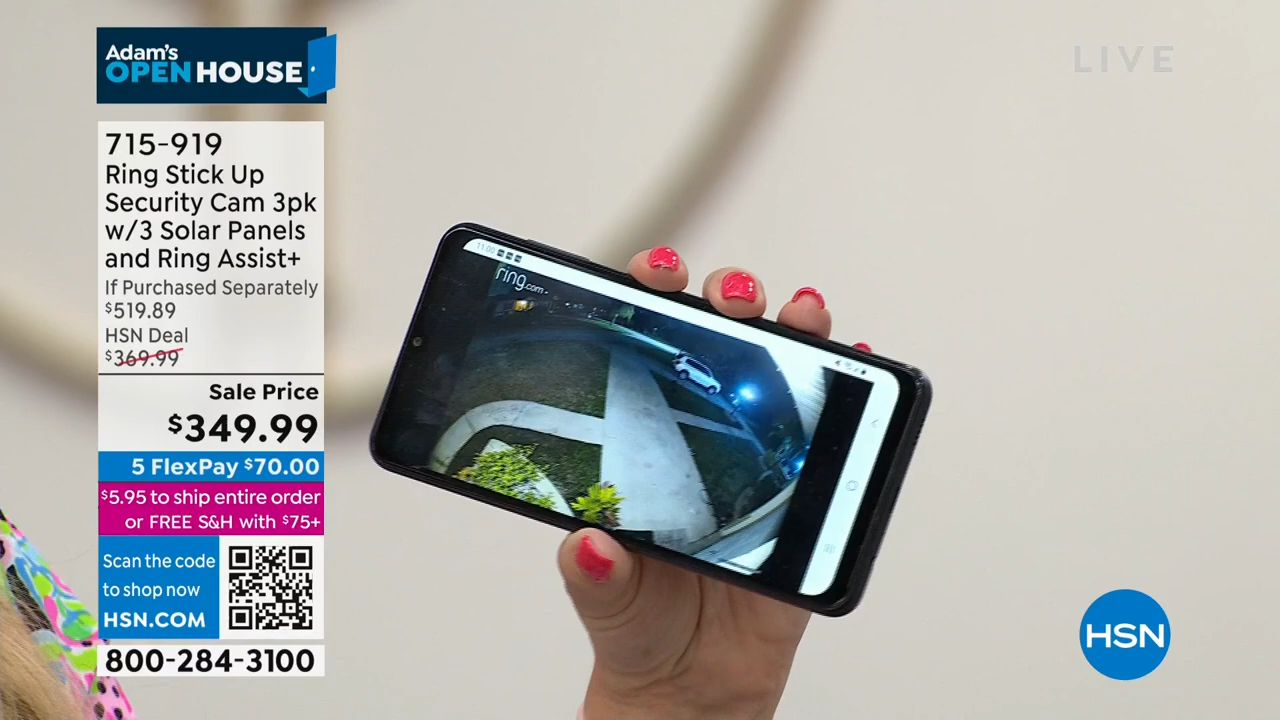 Adam's
OPEN HOUSE
LIVE
715-919
Ring Stick Up
Security Cam 3pk
w/3 Solar Panels
and Ring Assist+
If Purchased Separately
$519.89
HSN Deal
$369.99
Sale Price
$349.99
5 FlexPay $70.00
$5.95 to ship entire order
or FREE S&H with $75+
Scan the code
to shop now
HSN.COM
800-284-3100
11:00
ring.com
HSN